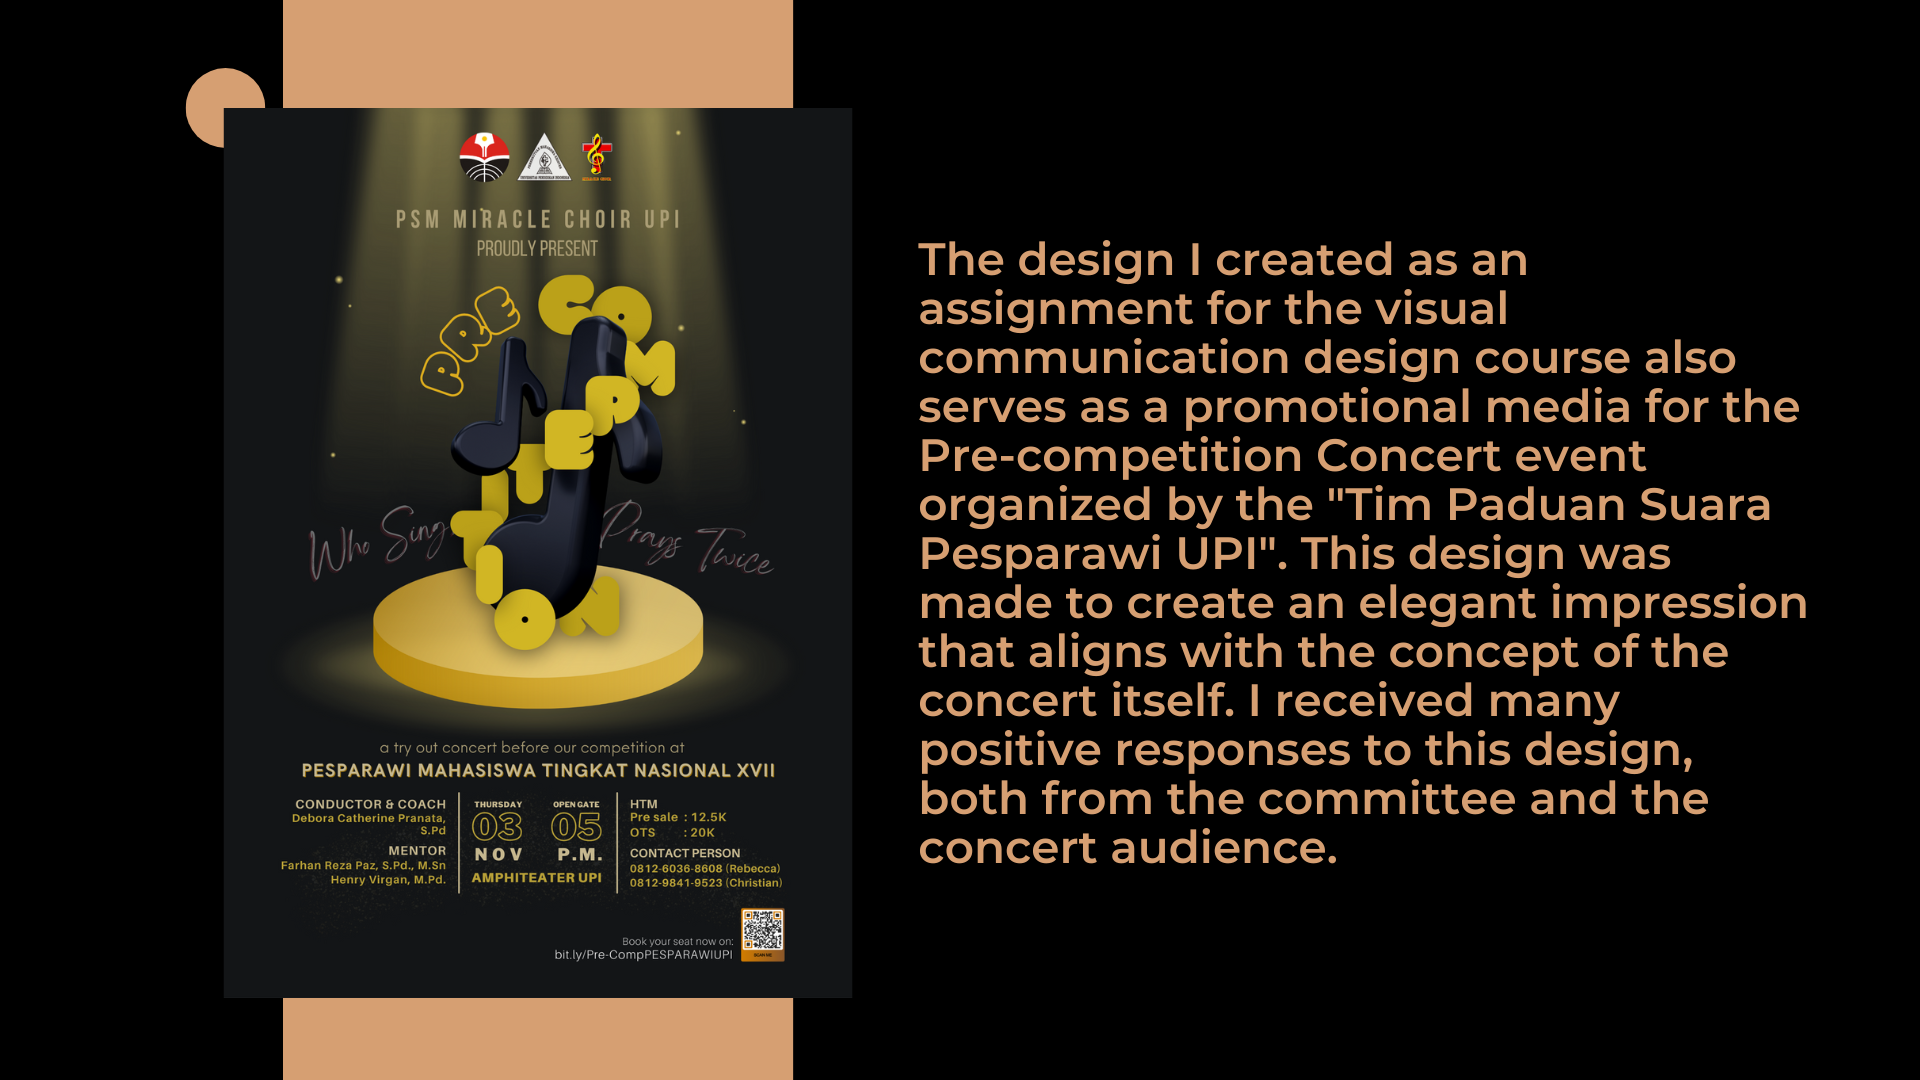 PSM MIRACLE CHOIR UPI
PROUDLY PRESENT
PRE
COMPETITION
Who Sing Prays Twice
a try out concert before our competition at
PESPARAWI MAHASISWA TINGKAT NASIONAL XVII
CONDUCTOR & COACH
Debora Catherine Pranata,
S.Pd
MENTOR
Farhan Reza Paz, S.Pd., M.Sn
Henry Virgan, M.Pd.
THURSDAY
03
NOV
OPEN GATE
05
P.M.
AMPHITEATER UPI
HTM
Pre sale : 12.5K
OTS : 20K
CONTACT PERSON
0812-6036-8608 (Rebecca)
0812-9841-9523 (Christian)
Book your seat now on:
bit.ly/Pre-CompPESPARAWIUPI
SCAN ME
The design I created as an
assignment for the visual
communication design course also
serves as a promotional media for the
Pre-competition Concert event
organized by the "Tim Paduan Suara
Pesparawi UPI". This design was
made to create an elegant impression
that aligns with the concept of the
concert itself. I received many
positive responses to this design,
both from the committee and the
concert audience.